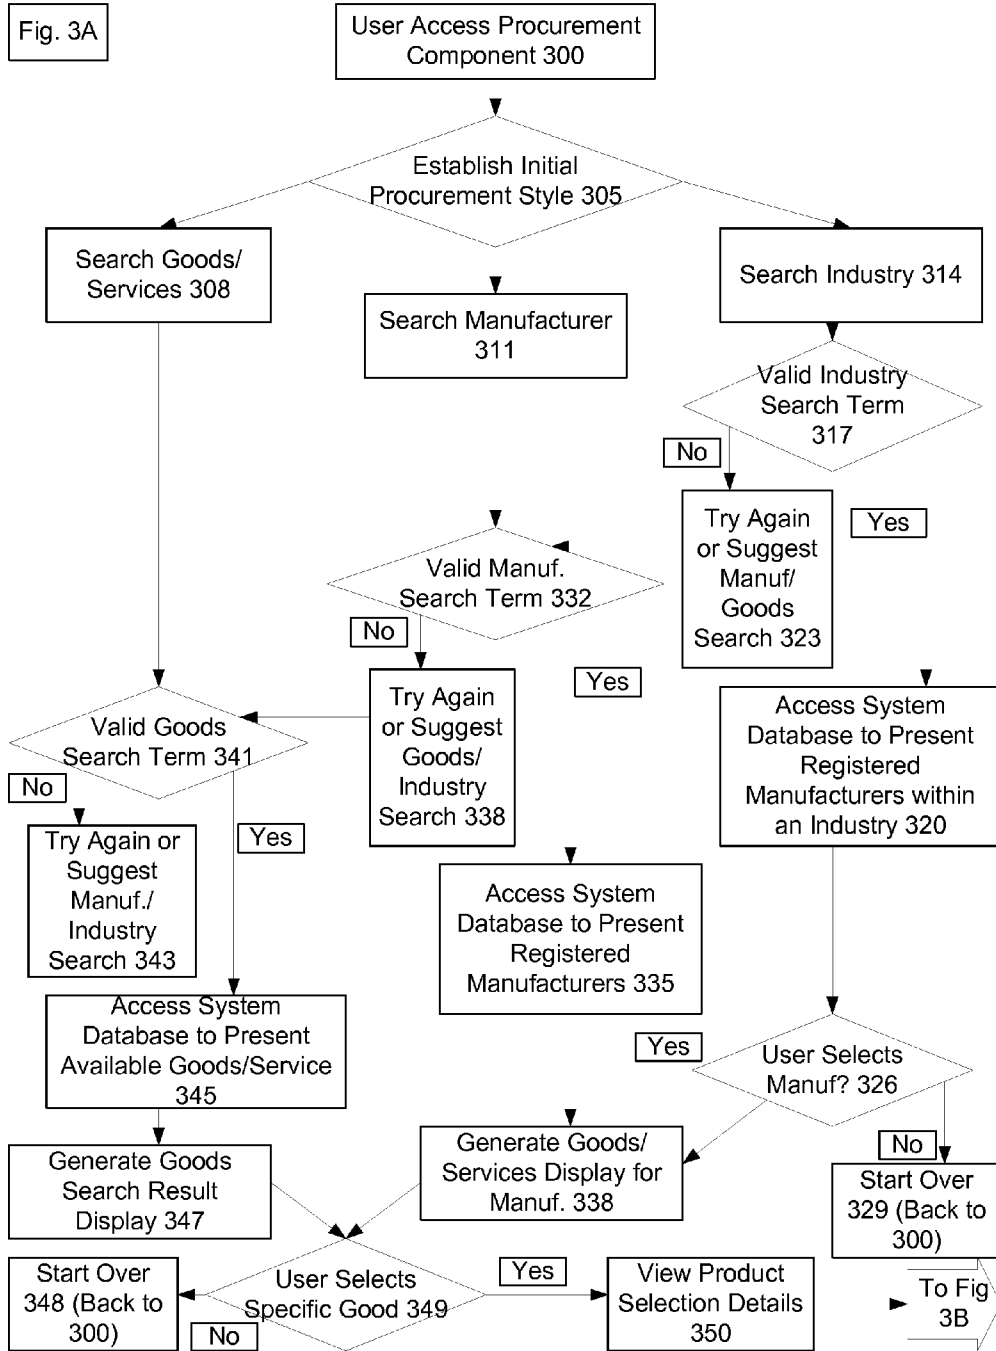 Fig. 3A
User Access Procurement
Component 300
Establish Initial
Procurement Style 305
Search Goods/
Services 308
Search Manufacturer
311
Search Industry 314
Valid Industry
Search Term
317
No
Try Again
or Suggest
Manuf/
Goods
Search 323
Yes
Valid Manuf.
Search Term 332
No
Yes
Try Again
or Suggest
Goods/
Industry
Search 338
Valid Goods
Search Term 341
No
Yes
Try Again or
Suggest
Manuf./
Industry
Search 343
Access System
Database to Present
Registered
Manufacturers within
an Industry 320
Access System
Database to Present
Registered
Manufacturers 335
Access System
Database to Present
Available Goods/Service
345
Yes
User Selects
Manuf? 326
No
Generate Goods
Search Result
Display 347
Generate Goods/
Services Display for
Manuf. 338
Start Over
329 (Back to
300)
Start Over
348 (Back to
300)
No
User Selects
Specific Good 349
Yes
View Product
Selection Details
350
To Fig
3B